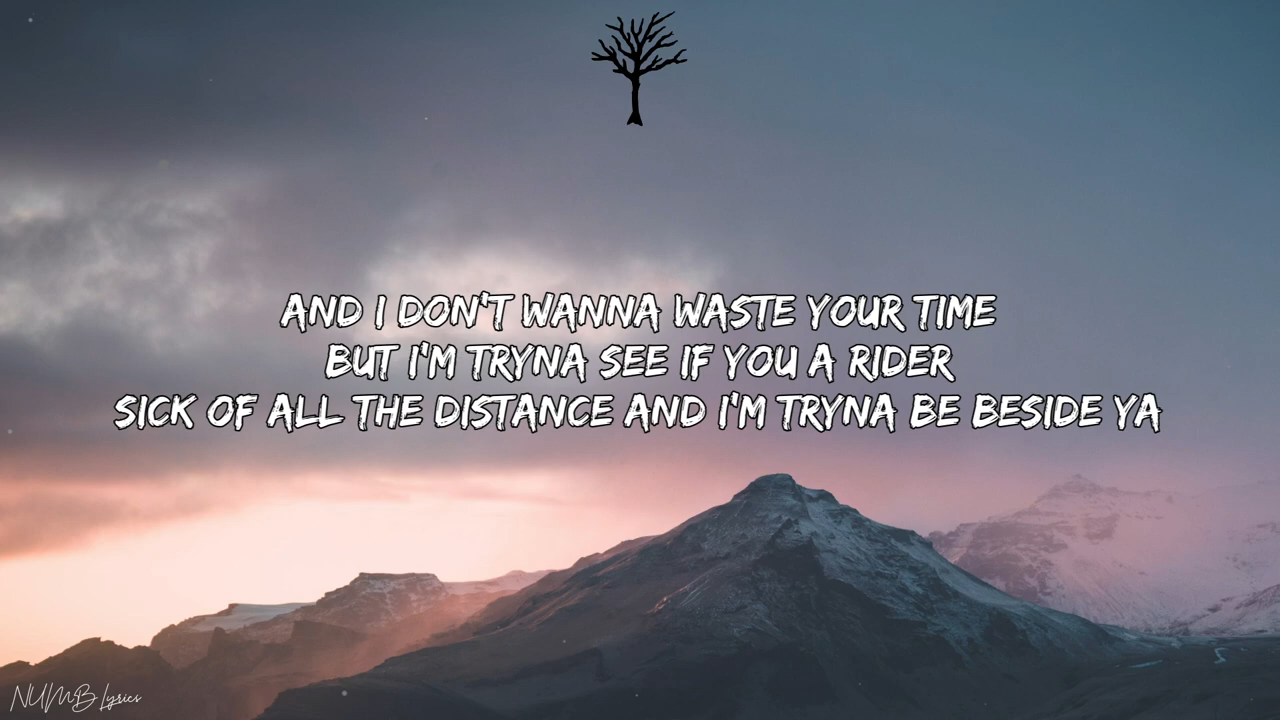 AND I DON'T WANNA WASTE YOUR TIME
BUT I'M TRYNA SEE IF YOU A RIDER
SICK OF ALL THE DISTANCE AND I'M TRYNA BE BESIDE YA
NUMB Lyrics